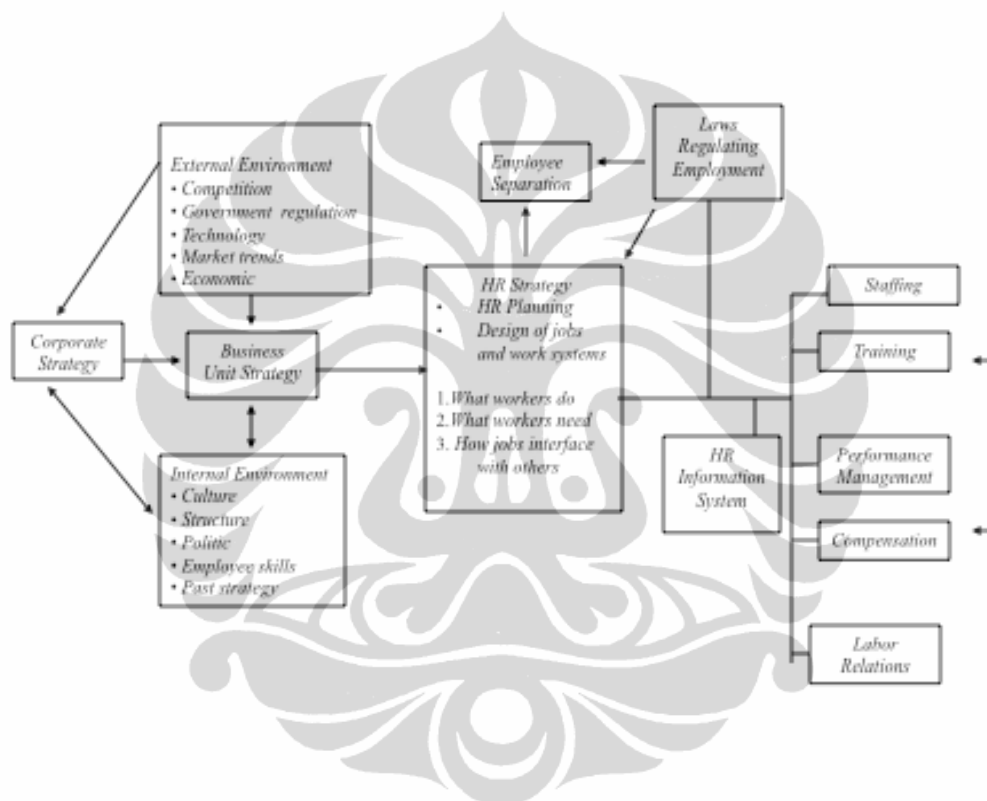 External Environment
• Competition
• Government regulation
• Technology
• Market trends
• Economic
Corporate
Strategy
Business
Unit Strategy
Internal Environment
• Culture
• Structure
• Politic
• Employee skills
• Past strategy
Employee
Separation
Laws
Regulating
Employment
HR Strategy
• HR Planning
• Design of jobs
and work systems
1. What workers do
2. What workers need
3. How jobs interface
with others
HR
Information
System
Staffing
Training
Performance
Management
Compensation
Labor
Relations